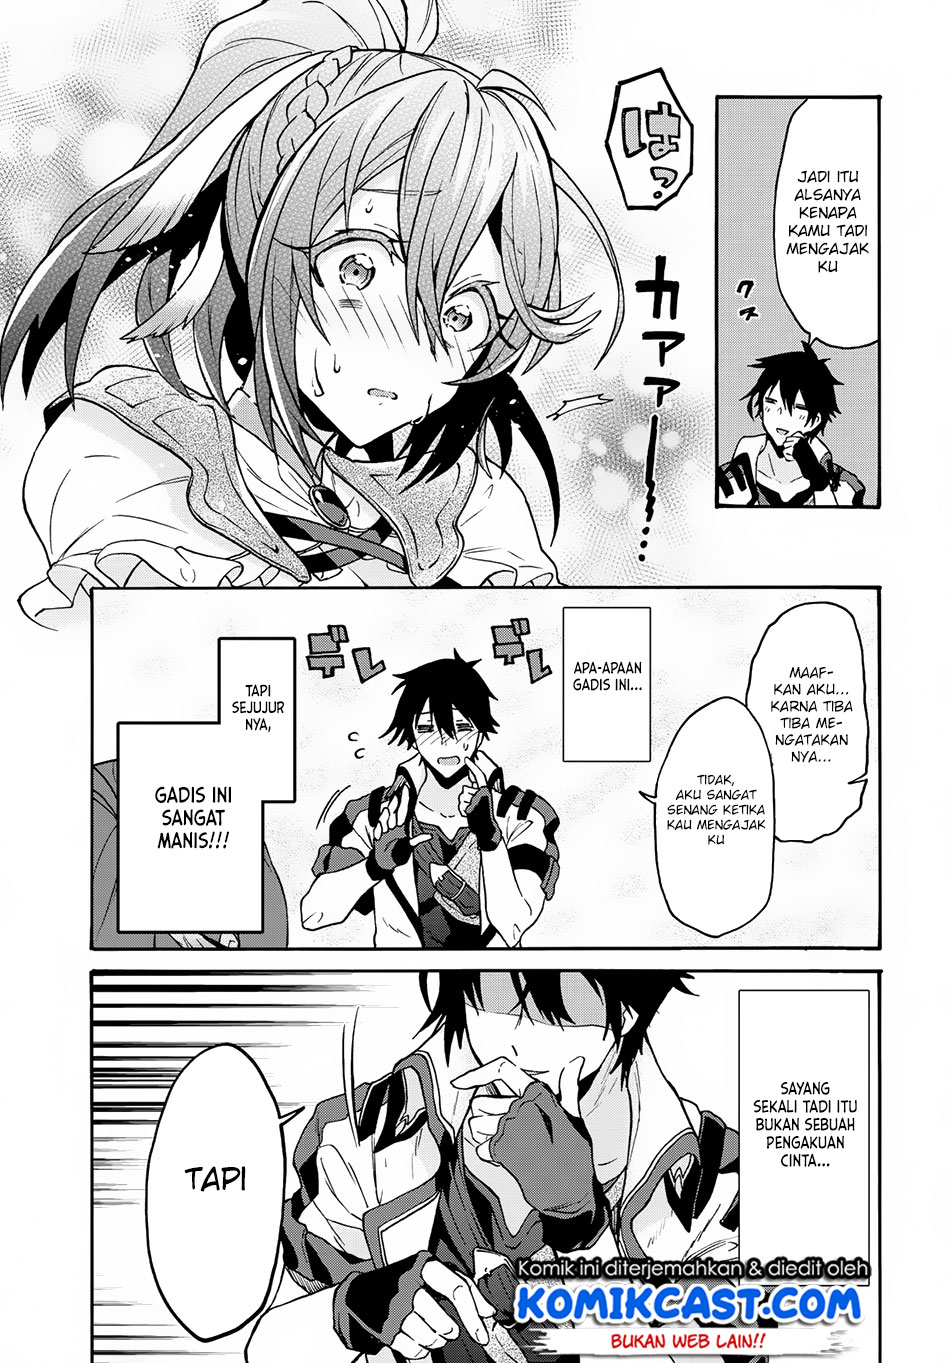 JADI ITU
ALSANYA
KENAPA
KAMU TADI
MENGAJAK
KU
クス
はっ
カァァァ
MAAF-
KAN AKU...
KARNA TIBA
TIBA ME-
NGATAKAN
NYA...
TIDAK,
AKU SANGAT
SENANG KETIKA
KAU MENGAJAK
KU
APA-APAAN
GADIS INI...
デレ
デレ
TAPI
SEJUJUR
NYA,
GADIS INI
SANGAT
MANIS!!!
SAYANG
SEKALI TADI ITU
BUKAN SEBUAH
PENGAKUAN
CINTA...
TAPI
Komik ini diterjemahkan & diedit oleh
KOMIKCAST.COM
BUKAN WEB LAIN!!